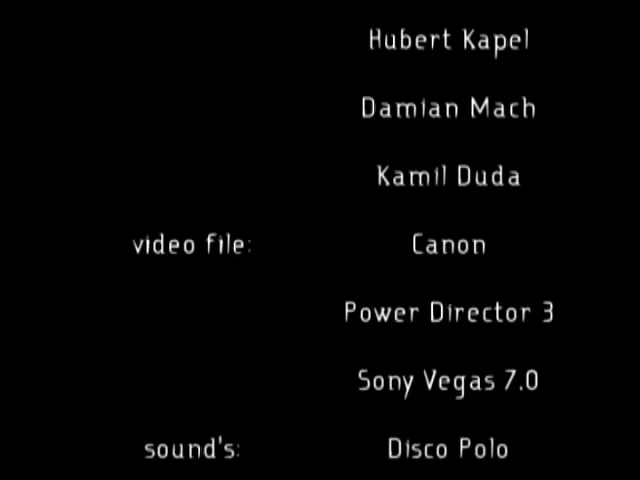 Hubert Kapel
Damian Mach
Kamil Duda
video file: Canon
Power Director 3
Sony Vegas 7.0
sound's: Disco Polo